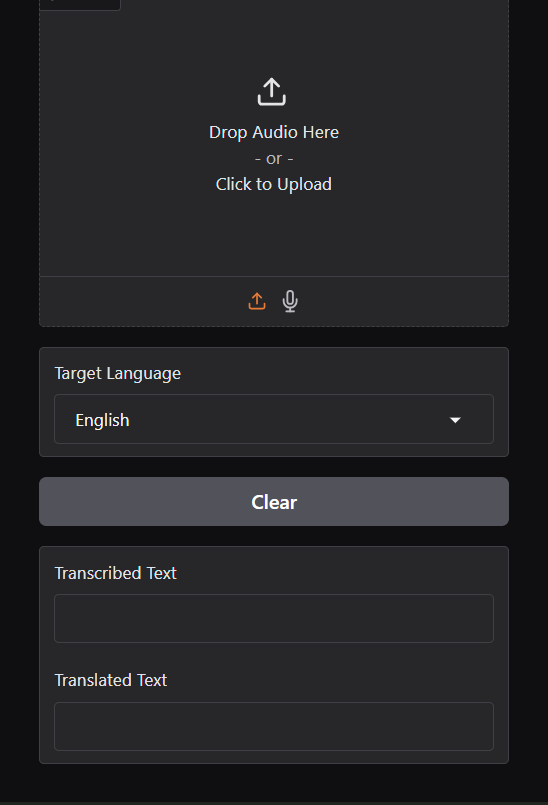 Drop Audio Here
- or -
Click to Upload
Target Language
English
Clear
Transcribed Text
Translated Text